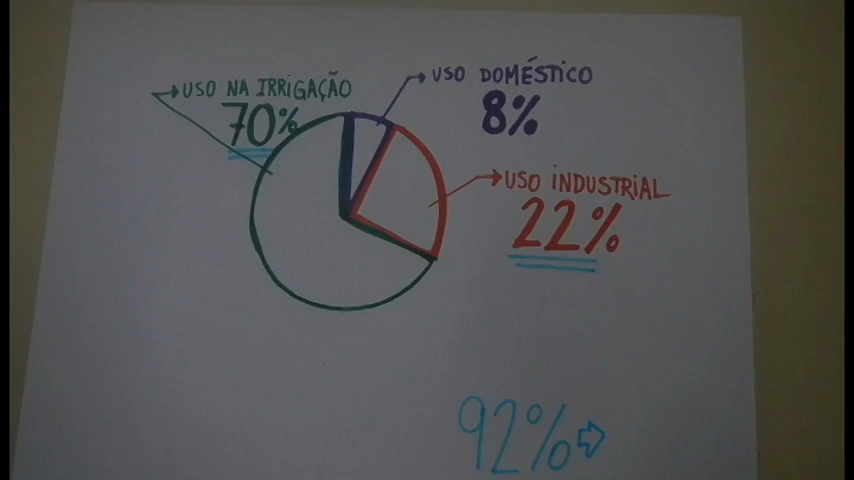 USO NA IRRIGAÇÃO
70%
USO DOMÉSTICO
8%
USO INDUSTRIAL
22%
92%